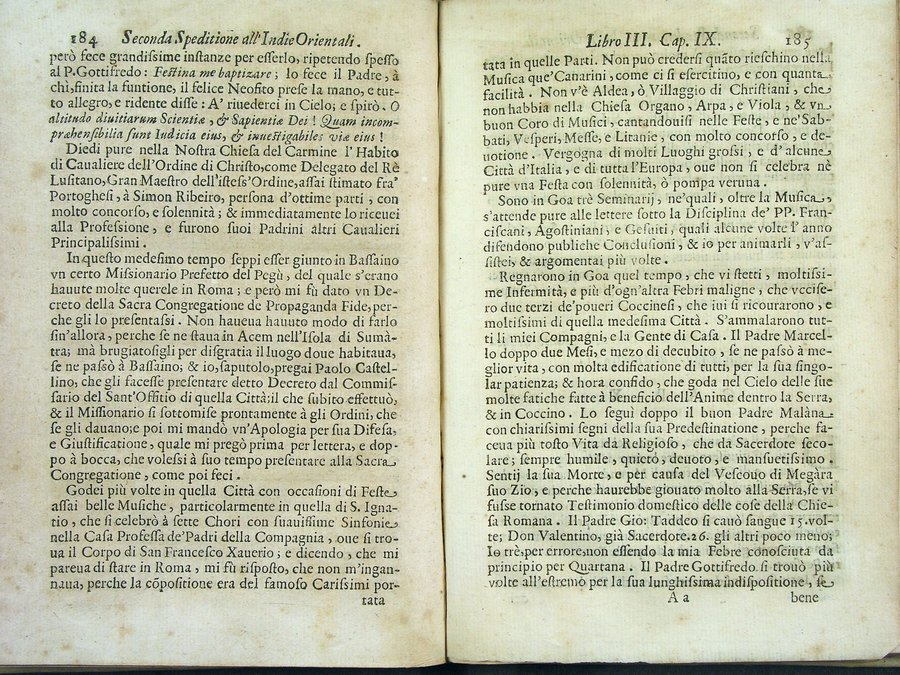 184 Seconda Speditione all'Indie Orientali.
però fece grandissime instanze per esserlo, ripetendo spesso
al P.Gottifredo: Festina me baptizare; lo fece il Padre, à
chi, finita la funtione, il felice Neofito prese la mano, e tut-
to allegro, e ridente disse: A' riuederci in Cielo; e spirò. O
altitudo diuitiarum Scientiæ, & Sapientiæ Dei! Quam incom-
præhensibilia sunt Iudicia eius, & inuestigabiles viæ eius!
Diedi pure nella Nostra Chiesa del Carmine l'Habito
di Caualiere dell'Ordine di Christo, come Delegato del Rè
Lusitano, Gran Maestro dell'istess'Ordine, assai stimato fra'
Portoghesi, à Simon Ribeiro, persona d'ottime parti, con
molto concorso, e solennità; & immediatamente lo riceuei
alla Professione, e furono suoi Padrini altri Caualieri
Principalissimi.
In questo medesimo tempo seppi esser giunto in Bassaino
vn certo Missionario Prefetto del Pegù, del quale s'erano
hauute molte querele in Roma; e però mi fù dato vn De-
creto della Sacra Congregatione de Propaganda Fide, per-
che gli lo presentassi. Non haueua hauuto modo di farlo
sin'allora, perche se ne staua in Acem nell'Isola di Sumà-
tra; mà brugiatosigli per disgratia il luogo doue habitaua,
se ne passò à Bassaino; & io, saputolo, pregai Paolo Castel-
lino, che gli facesse presentare detto Decreto dal Commis-
sario del Sant'Offitio di quella Città: il che subito effettuò,
& il Missionario si sottomise prontamente à gli Ordini, che
se gli dauano; e poi mi mandò vn'Apologia per sua Difesa,
e Giustificatione, quale mi pregò prima per lettera, e dop-
po à bocca, che volessi à suo tempo presentare alla Sacra
Congregatione, come poi feci.
Godei più volte in quella Città con occasioni di Feste
assai belle Musiche, particolarmente in quella di S. Igna-
tio, che si celebrò à sette Chori con suauissime Sinfonie
nella Casa Professa de'Padri della Compagnia, oue si tro-
ua il Corpo di San Francesco Xauerio; e dicendo, che mi
pareua di stare in Roma, mi fù risposto, che non m'ingan-
naua, perche la cōpositione era del famoso Carissimi por-
tata
Libro III. Cap. IX. 185
tata in quelle Parti. Non può credersi quāto rieschino nella
Musica que'Canarini, come ci si esercitino, e con quanta
facilità. Non v'è Aldea, ò Villaggio di Christiani, che
non habbia nella Chiesa Organo, Arpa, e Viola, & vn
buon Coro di Musici, cantandouisi nelle Feste, e ne'Sab-
bati, Vesperi, Messe, e Litanie, con molto concorso, e de-
uotione. Vergogna di molti Luoghi grossi, e d'alcune
Città d'Italia, e di tutta l'Europa, oue non si celebra nè
pure vna Festa con solennità, ò pompa veruna.
Sono in Goa trè Seminarij, ne'quali, oltre la Musica,
s'attende pure alle lettere sotto la Disciplina de' PP. Fran-
ciscani, Agostiniani, e Gesuiti, quali alcune volte l'anno
difendono publiche Conclusioni, & io per animarli, v'as-
sistei, & argomentai più volte.
Regnarono in Goa quel tempo, che vi stetti, moltissi-
me Infermità, e più d'ogn'altra Febri maligne, che vccise-
ro due terzi de'poueri Coccinesi, che iui si ricourarono, e
moltissimi di quella medesima Città. S'ammalarono tut-
ti li miei Compagni, e la Gente di Casa. Il Padre Marcel-
lo doppo due Mesi, e mezo di decubito, se ne passò à me-
glior vita, con molta edificatione di tutti, per la sua singo-
lar patienza; & hora confido, che goda nel Cielo delle sue
molte fatiche fatte à beneficio dell'Anime dentro la Serra,
& in Coccino. Lo seguì doppo il buon Padre Malàna
con chiarissimi segni della sua Predestinatione, perche fa-
ceua più tosto Vita da Religioso, che da Sacerdote seco-
lare; sempre humile, quieto, deuoto, e mansuetissimo.
Sentij la sua Morte, e per causa del Vescouo di Megàra
suo Zio, e perche haurebbe giouato molto alla Serra, se vi
fusse tornato Testimonio domestico delle cose della Chie-
sa Romana. Il Padre Gio: Taddeo si cauò sangue 15. vol-
te; Don Valentino, già Sacerdote. 26. gli altri poco meno;
Io trè, per errore, non essendo la mia Febre conosciuta da
principio per Quartana. Il Padre Gottifredo si trouò più
volte all'estremo per la sua lunghissima indispositione, se
A a bene